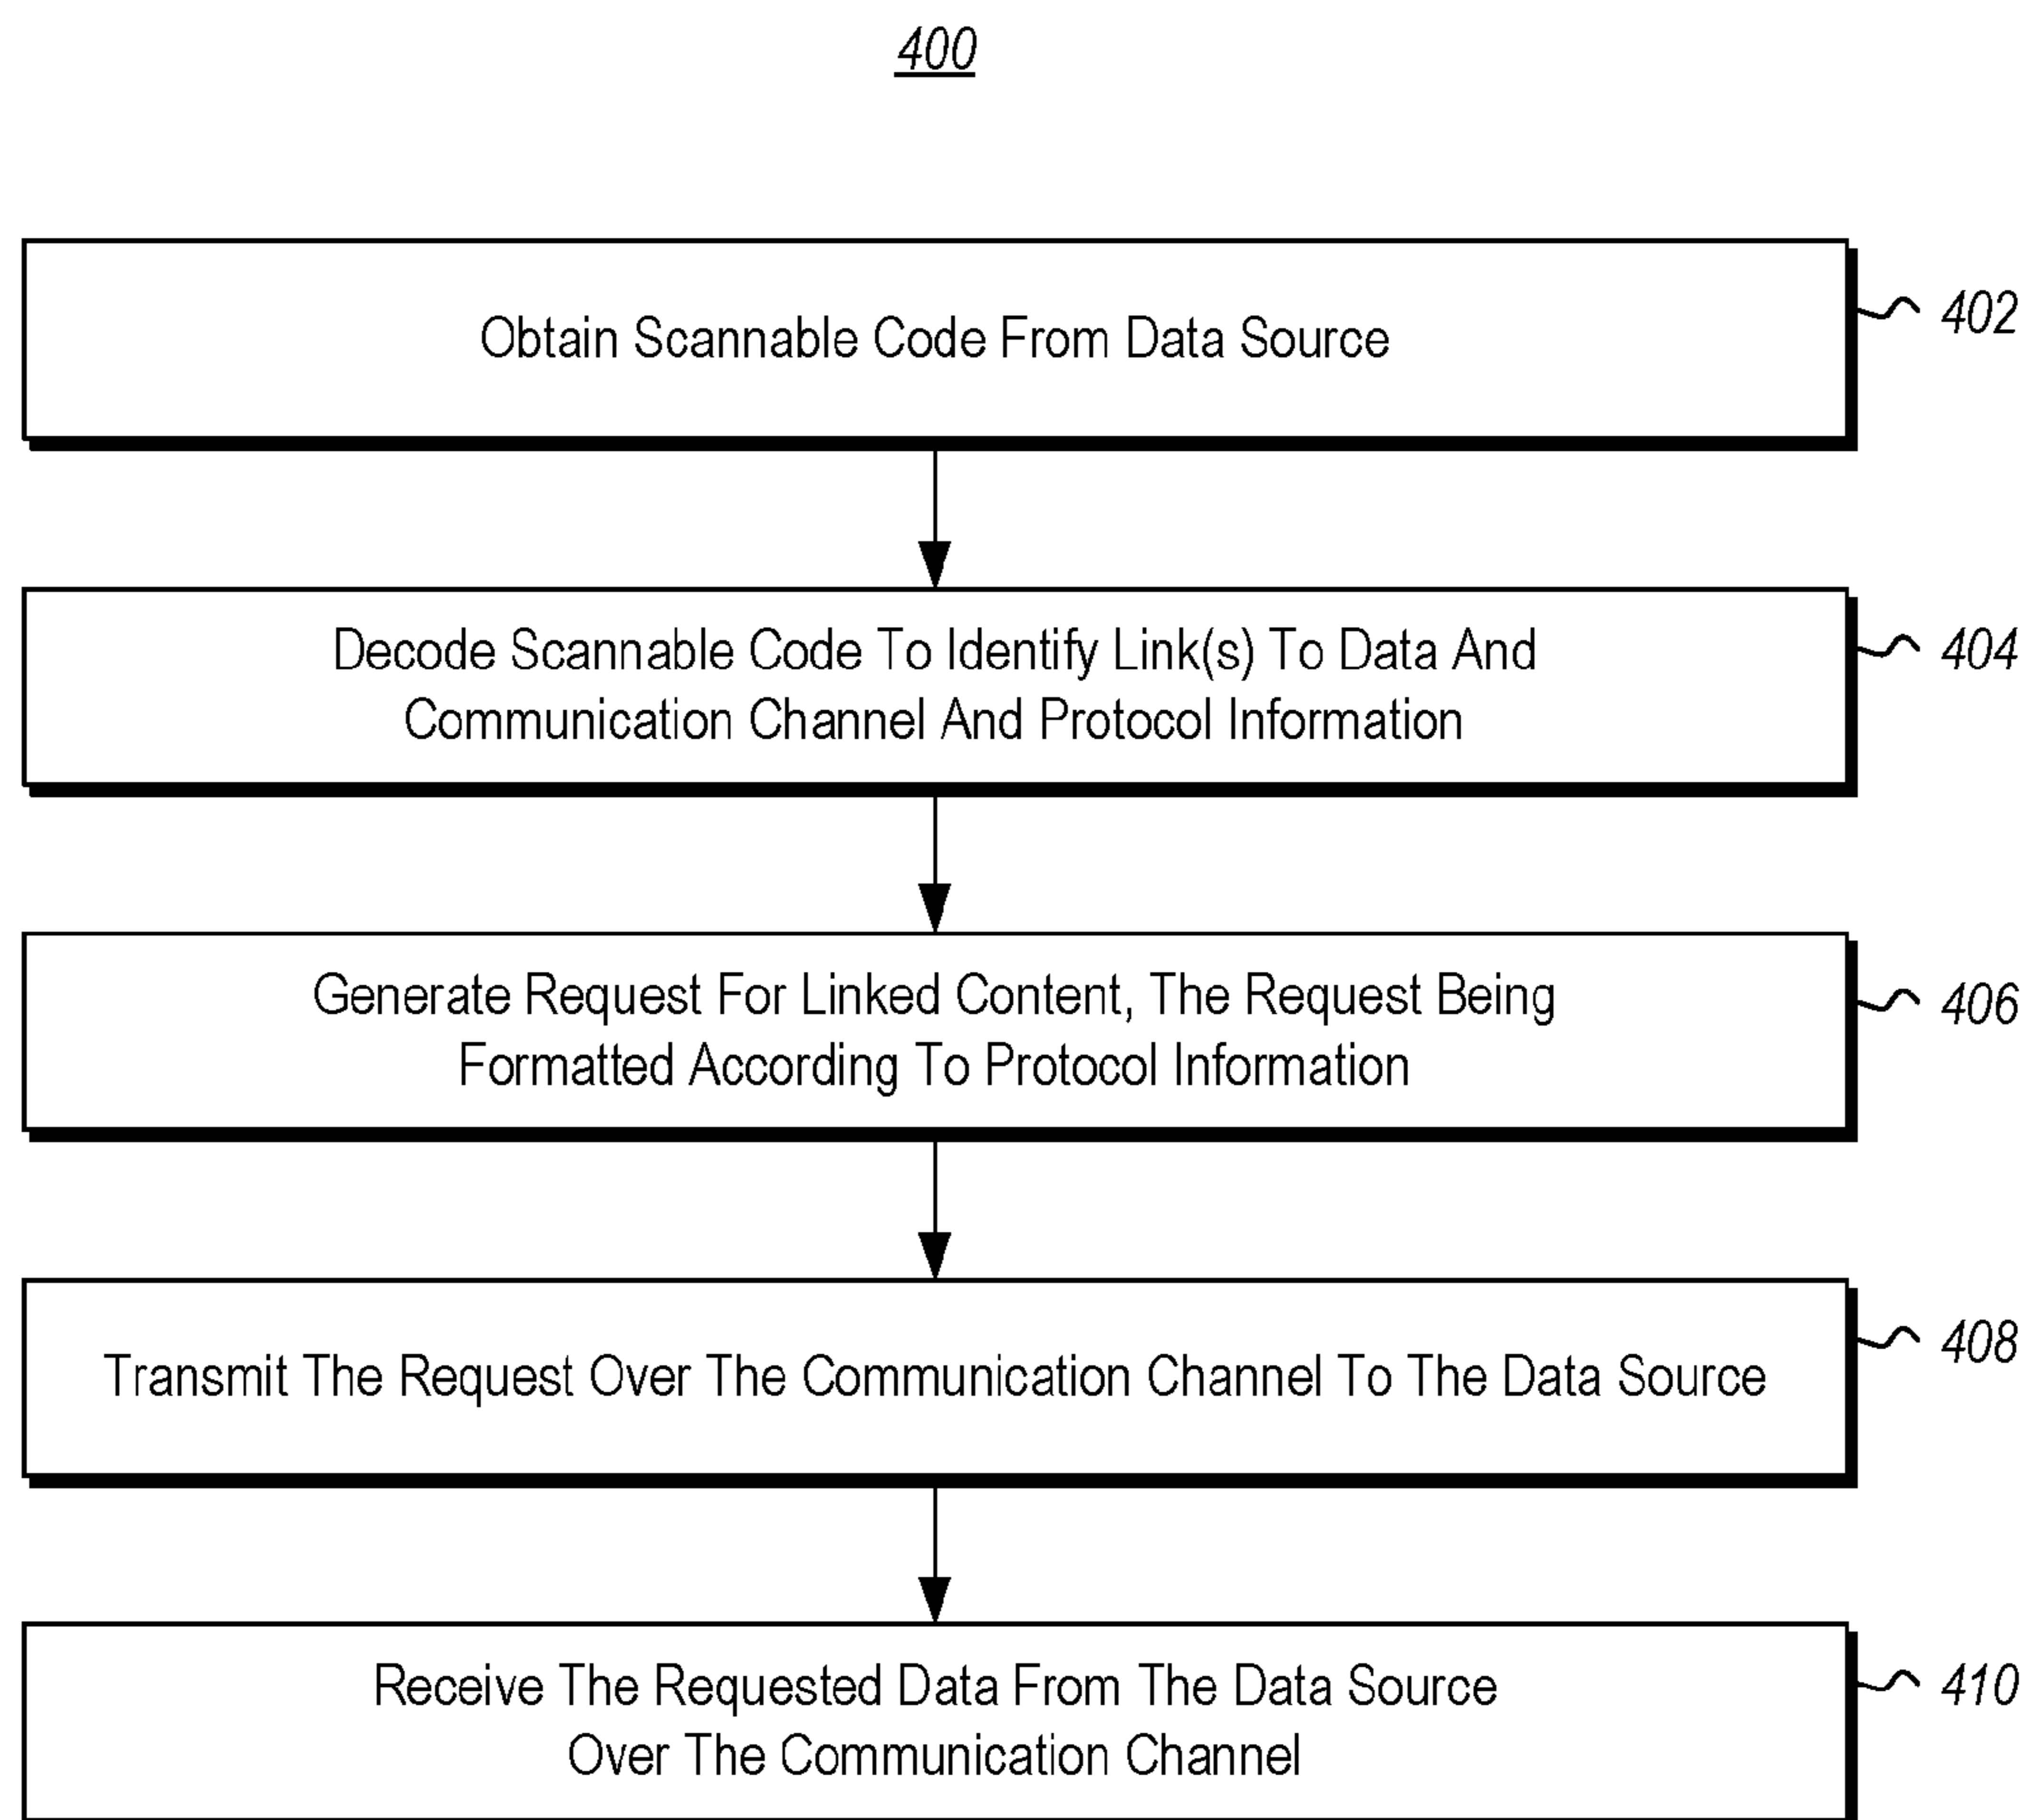 400
Obtain Scannable Code From Data Source
402
Decode Scannable Code To Identify Link(s) To Data And
Communication Channel And Protocol Information
404
Generate Request For Linked Content, The Request Being
Formatted According To Protocol Information
406
Transmit The Request Over The Communication Channel To The Data Source
408
Receive The Requested Data From The Data Source
Over The Communication Channel
410